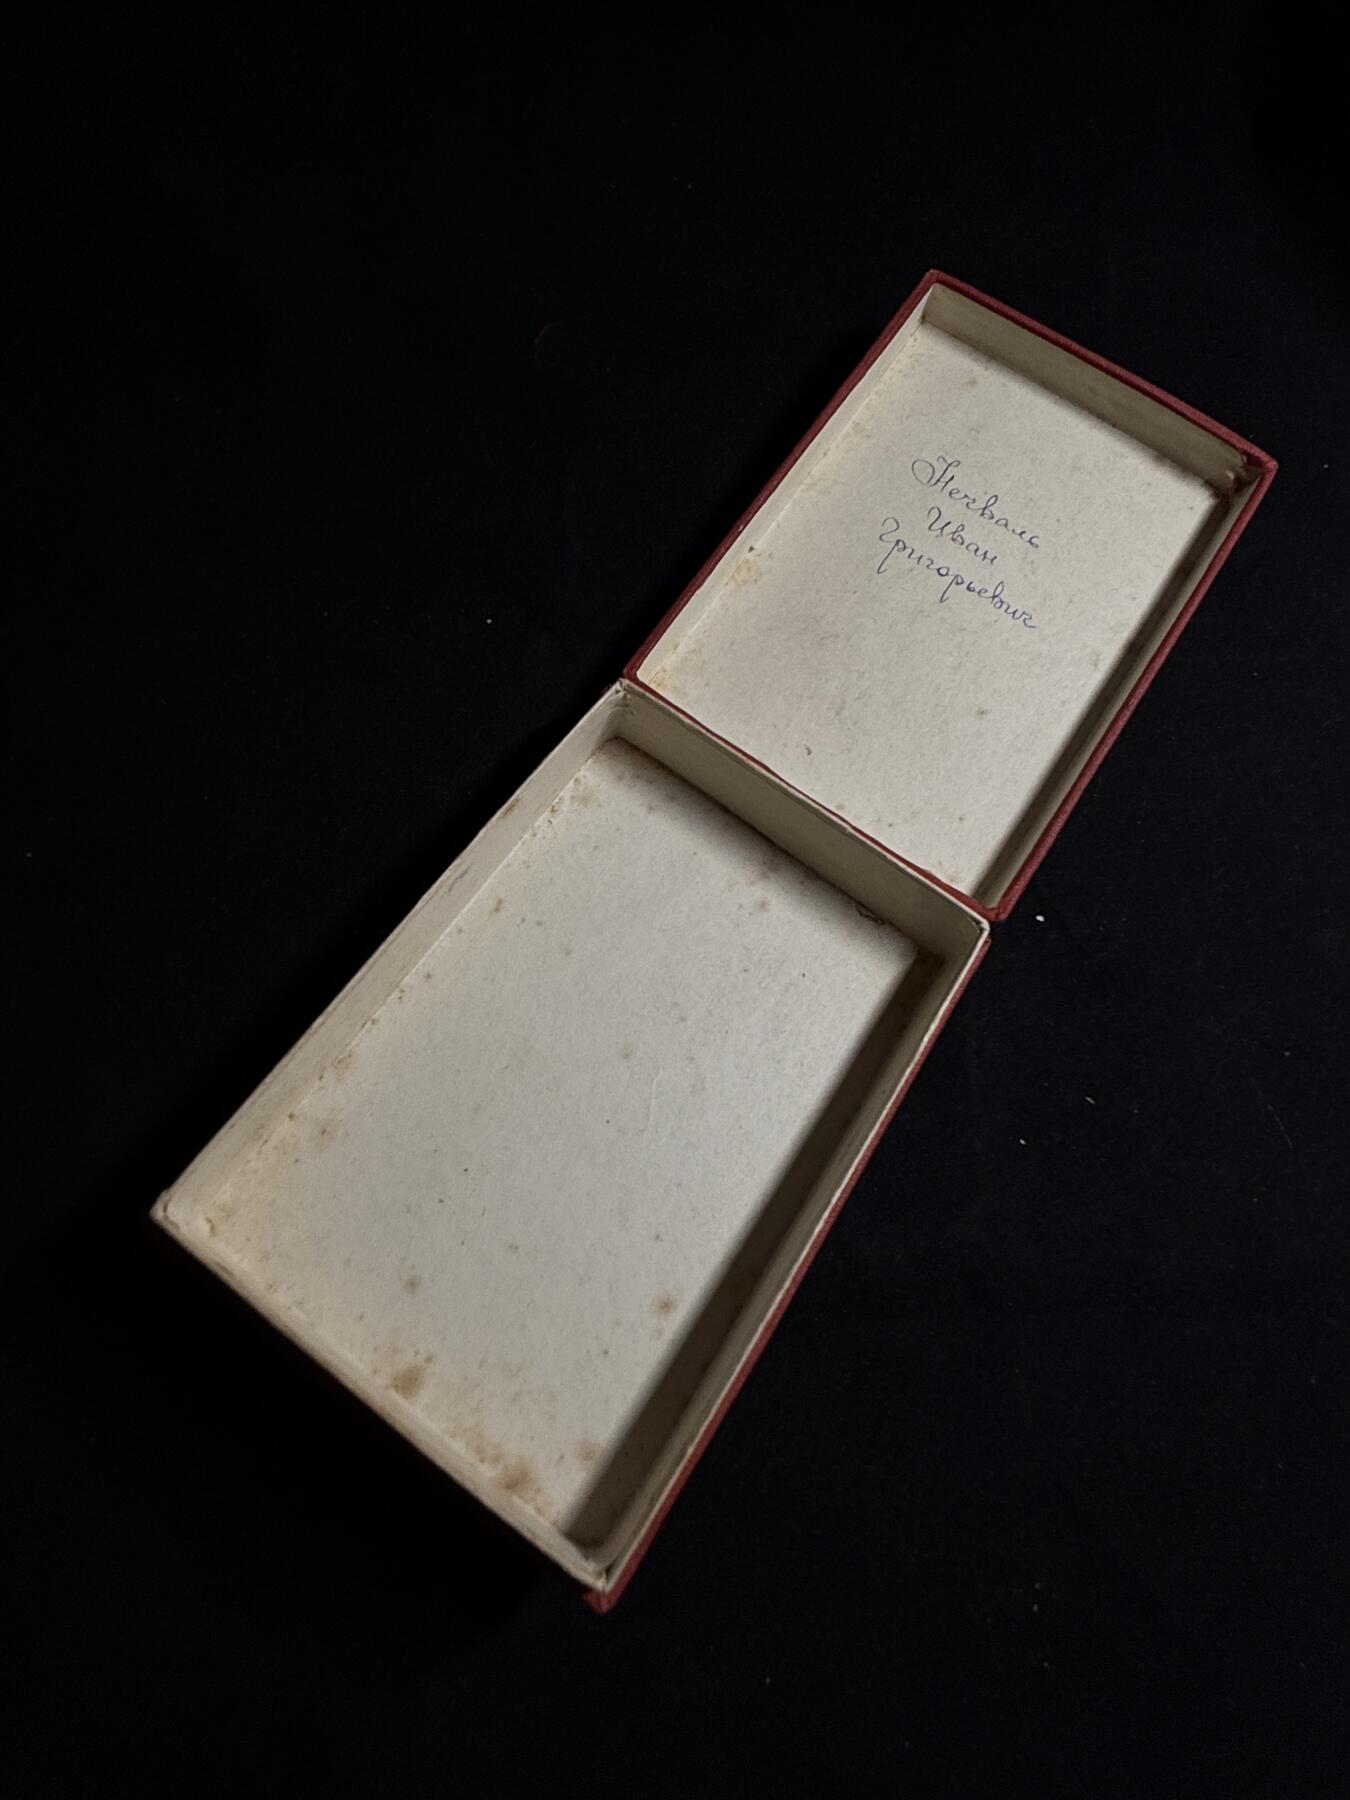 Нечваль
Иван
Григорьевич